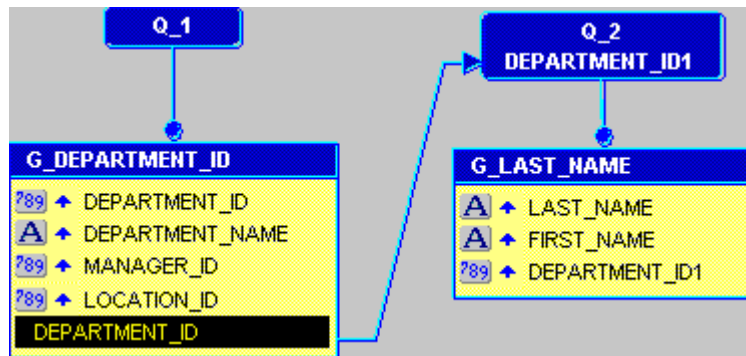 Q_1
Q_2
DEPARTMENT_ID1
G_DEPARTMENT_ID
789 DEPARTMENT_ID
A DEPARTMENT_NAME
789 MANAGER_ID
789 LOCATION_ID
DEPARTMENT_ID
G_LAST_NAME
A LAST_NAME
A FIRST_NAME
789 DEPARTMENT_ID1